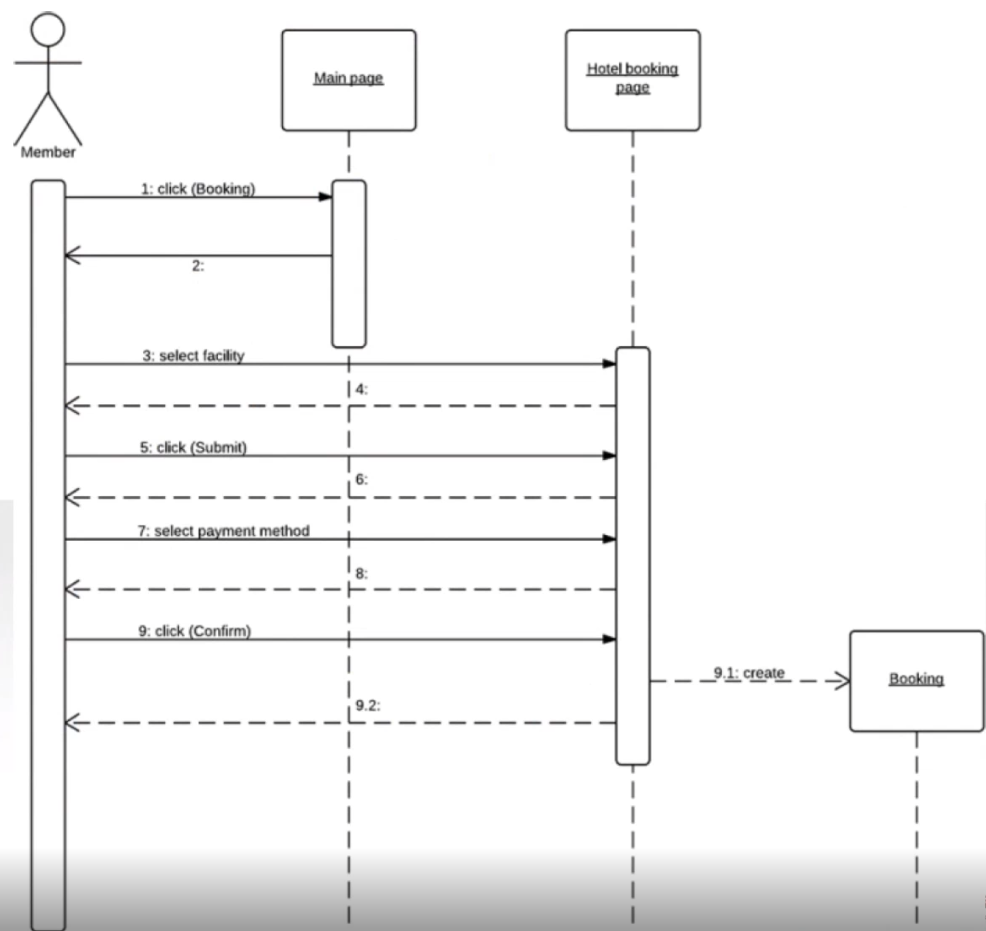 Main page
Hotel booking
page
Member
1: click (Booking)
2:
3: select facility
4:
5: click (Submit)
6:
7: select payment method
8:
9: click (Confirm)
9.1: create
Booking
9.2: